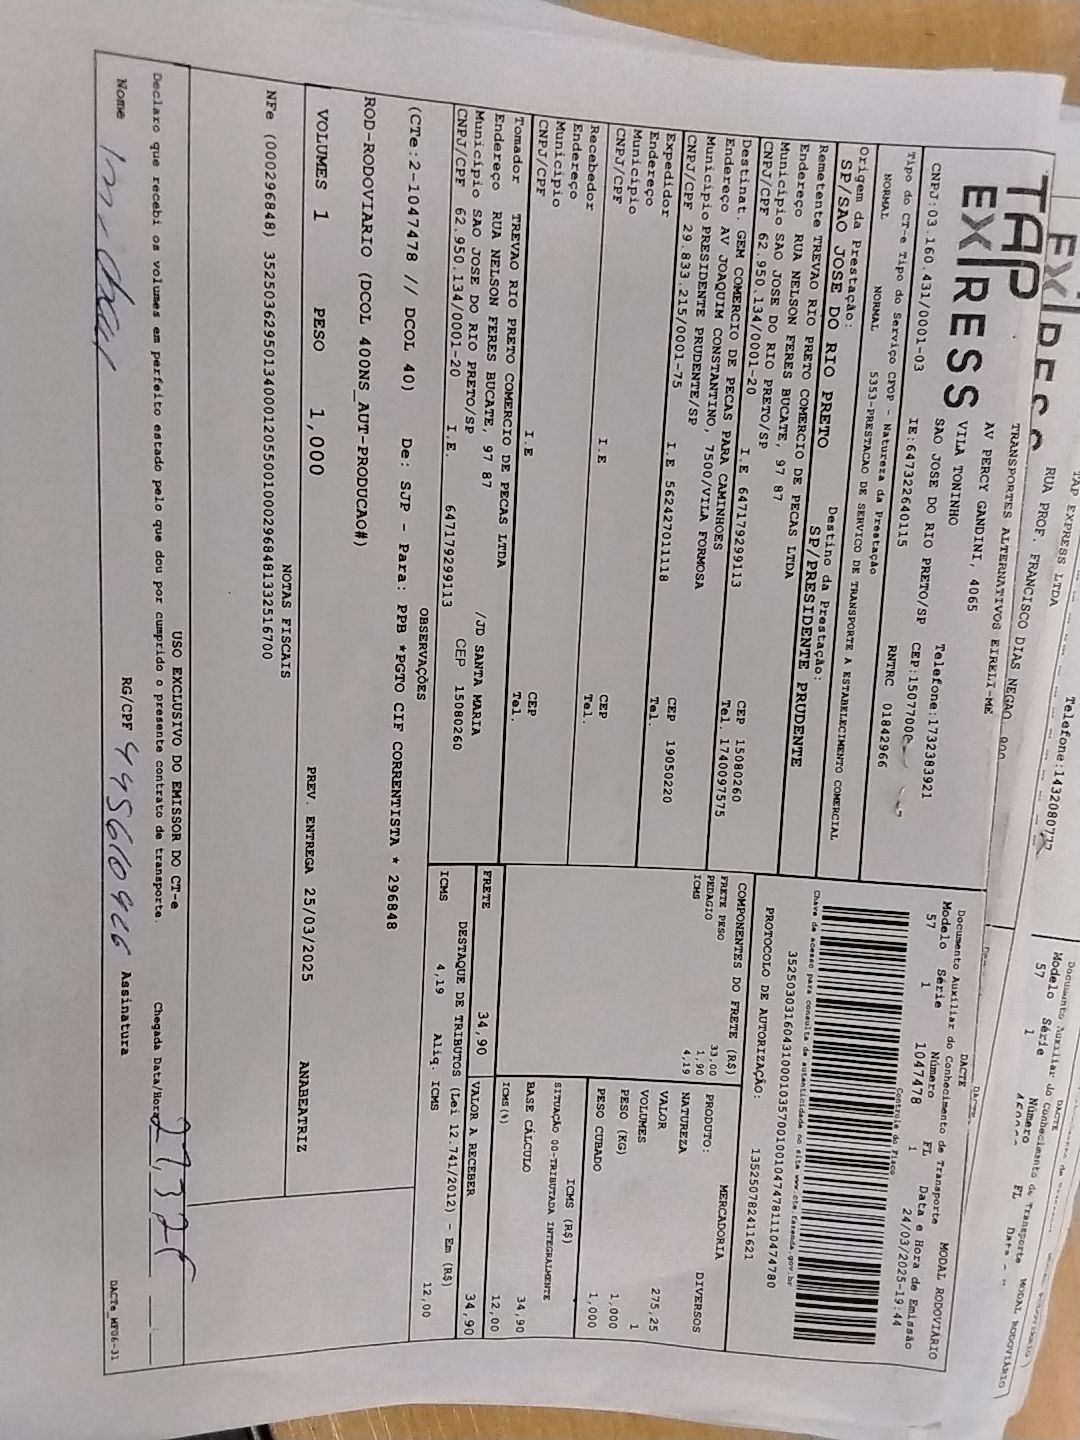 EXPRESS
TAP EXPRESS LTDA
RUA PROF. FRANCISCO DIAS NEGAO 900
Telefone:1432080772
Modelo Série Número FL
57 1
MODAL RODOVIÁRIO
TAP
EXPRESS
TRANSPORTES ALTERNATIVOS EIRELI-ME
AV PERCY GANDINI, 4065
VILA TONINHO
SAO JOSE DO RIO PRETO/SP
Telefone:1732383921
CNPJ:03.160.431/0001-03
IE:647322640115
RNTRC 01842966
Tipo do CT-e Tipo do Serviço CFOP - Natureza da Prestação
NORMAL NORMAL 5353-PRESTACAO DE SERVICO DE TRANSPORTE A ESTABELECIMENTO COMERCIAL
Origem da Prestação: Destino da Prestação:
SP/SAO JOSE DO RIO PRETO SP/PRESIDENTE PRUDENTE
DACTE MODAL RODOVIÁRIO
Documento Auxiliar do Conhecimento de Transporte
Modelo Série Número FL Data e Hora de Emissão
57 1 1047478 1 24/03/2025-19:44
Controle do Fisco
Chave de acesso para consulta de autenticidade no site www.cte.fazenda.gov.br
35250303160431000103570010010474781110474780
PROTOCOLO DE AUTORIZAÇÃO: 135250782411621
Remetente TREVAO RIO PRETO COMERCIO DE PECAS LTDA
Endereço RUA NELSON FERES BUCATE, 97 87
Município SAO JOSE DO RIO PRETO/SP CEP 15080260
CNPJ/CPF 62.950.134/0001-20 I.E 647179299113 Tel. 1740097575
Destinat. GEM COMERCIO DE PECAS PARA CAMINHOES
Endereço AV JOAQUIM CONSTANTINO, 7500/VILA FORMOSA
Município PRESIDENTE PRUDENTE/SP CEP 19050220
CNPJ/CPF 29.833.215/0001-75 I.E 562427011118 Tel.
Expedidor
Endereço
Município CEP
CNPJ/CPF I.E Tel.
Recebedor
Endereço
Município CEP
CNPJ/CPF I.E Tel.
Tomador TREVAO RIO PRETO COMERCIO DE PECAS LTDA
Endereço RUA NELSON FERES BUCATE, 97 87 /JD SANTA MARIA
Município SAO JOSE DO RIO PRETO/SP CEP 15080260
CNPJ/CPF 62.950.134/0001-20 I.E. 647179299113
COMPONENTES DO FRETE (R$)
FRETE PESO 33,00
PEDAGIO 1,90
ICMS 4,19
PRODUTO: MERCADORIA
NATUREZA DIVERSOS
VALOR 275,25
VOLUMES 1
PESO (KG) 1,000
PESO CUBADO 1,000
ICMS (R$)
SITUAÇÃO 00-TRIBUTADA INTEGRALMENTE
BASE CÁLCULO 34,90
ICMS(%) 12,00
FRETE 34,90 VALOR A RECEBER 34,90
DESTAQUE DE TRIBUTOS (Lei 12.741/2012) - Em (R$)
ICMS 4,19 Alíq. ICMS 12,00
OBSERVAÇÕES
(CTe:2-1047478 // DCOL 40) De: SJP - Para: PPB *PGTO CIF CORRENTISTA * 296848
ROD-RODOVIARIO (DCOL 400NS_AUT-PRODUCAO#)
VOLUMES 1 PESO 1,000 PREV. ENTREGA 25/03/2025 ANABEATRIZ
NOTAS FISCAIS
NFe (000296848) 35250362950134000120550010002968481332516700
USO EXCLUSIVO DO EMISSOR DO CT-e
Declaro que recebi os volumes em perfeito estado pelo que dou por cumprido o presente contrato de transporte.
Chegada Data/Hora
Nome RG/CPF Assinatura
DACTe_MF06-31